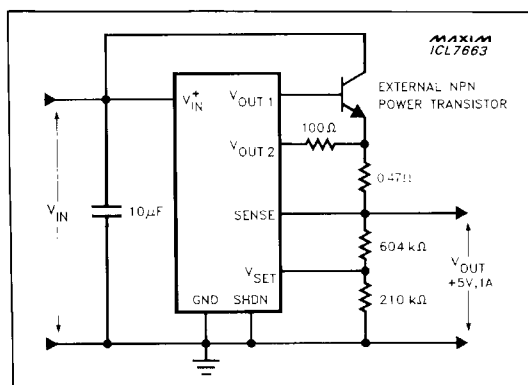 MAXIM
ICL7663
EXTERNAL NPN
POWER TRANSISTOR
V+IN
VOUT 1
100Ω
VOUT 2
0.47Ω
VIN
10μF
SENSE
604 kΩ
VOUT
+5V, 1A
VSET
210 kΩ
GND
SHDN